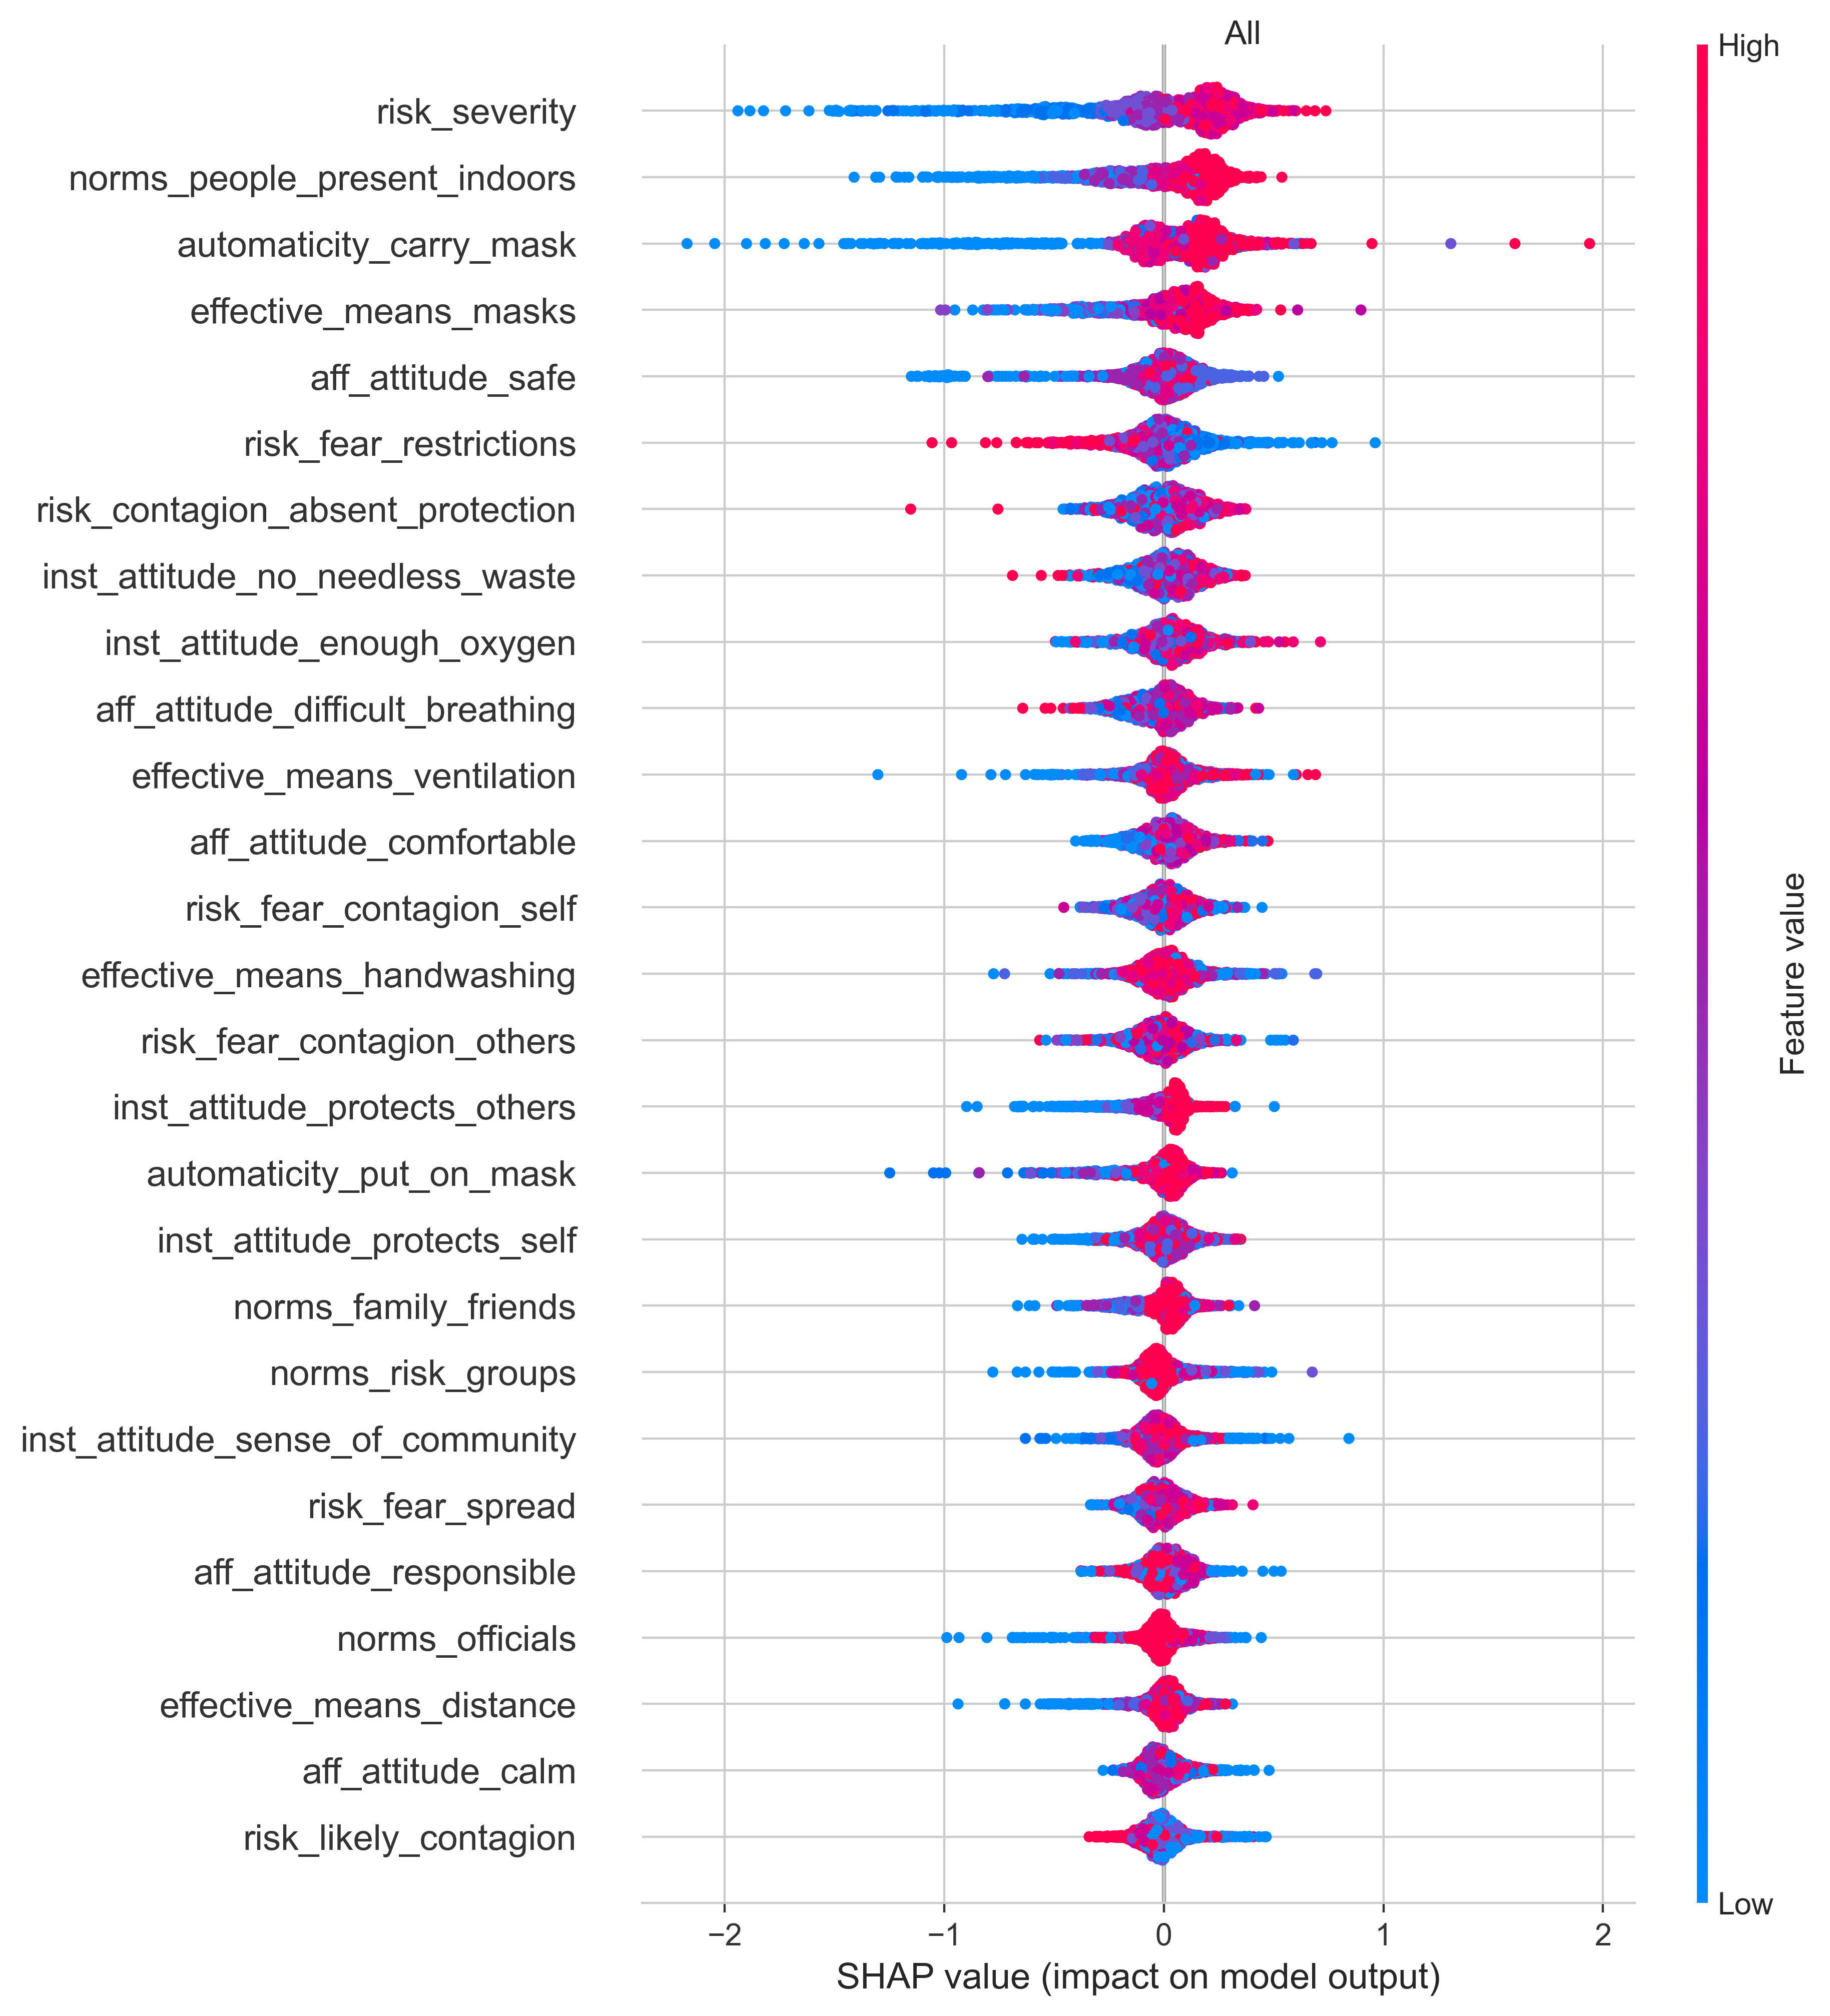 All
High
risk_severity
norms_people_present_indoors
automaticity_carry_mask
effective_means_masks
aff_attitude_safe
risk_fear_restrictions
risk_contagion_absent_protection
inst_attitude_no_needless_waste
inst_attitude_enough_oxygen
aff_attitude_difficult_breathing
effective_means_ventilation
aff_attitude_comfortable
risk_fear_contagion_self
effective_means_handwashing
risk_fear_contagion_others
inst_attitude_protects_others
automaticity_put_on_mask
inst_attitude_protects_self
norms_family_friends
norms_risk_groups
inst_attitude_sense_of_community
risk_fear_spread
aff_attitude_responsible
norms_officials
effective_means_distance
aff_attitude_calm
risk_likely_contagion
Feature value
Low
−2 −1 0 1 2
SHAP value (impact on model output)